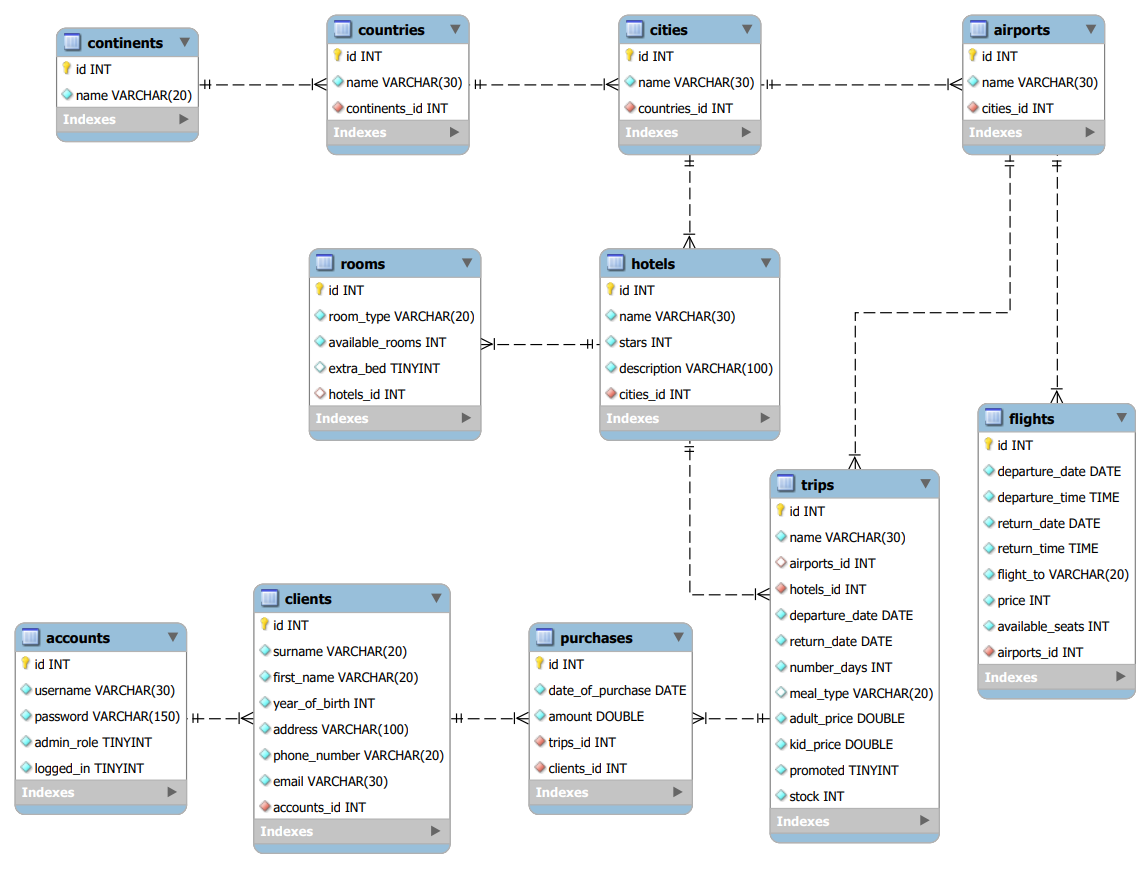 continents
id INT
name VARCHAR(20)
Indexes
countries
id INT
name VARCHAR(30)
continents_id INT
Indexes
cities
id INT
name VARCHAR(30)
countries_id INT
Indexes
airports
id INT
name VARCHAR(30)
cities_id INT
Indexes
rooms
id INT
room_type VARCHAR(20)
available_rooms INT
extra_bed TINYINT
hotels_id INT
Indexes
hotels
id INT
name VARCHAR(30)
stars INT
description VARCHAR(100)
cities_id INT
Indexes
flights
id INT
departure_date DATE
departure_time TIME
return_date DATE
return_time TIME
flight_to VARCHAR(20)
price INT
available_seats INT
airports_id INT
Indexes
trips
id INT
name VARCHAR(30)
airports_id INT
hotels_id INT
departure_date DATE
return_date DATE
number_days INT
meal_type VARCHAR(20)
adult_price DOUBLE
kid_price DOUBLE
promoted TINYINT
stock INT
Indexes
accounts
id INT
username VARCHAR(30)
password VARCHAR(150)
admin_role TINYINT
logged_in TINYINT
Indexes
clients
id INT
surname VARCHAR(20)
first_name VARCHAR(20)
year_of_birth INT
address VARCHAR(100)
phone_number VARCHAR(20)
email VARCHAR(30)
accounts_id INT
Indexes
purchases
id INT
date_of_purchase DATE
amount DOUBLE
trips_id INT
clients_id INT
Indexes